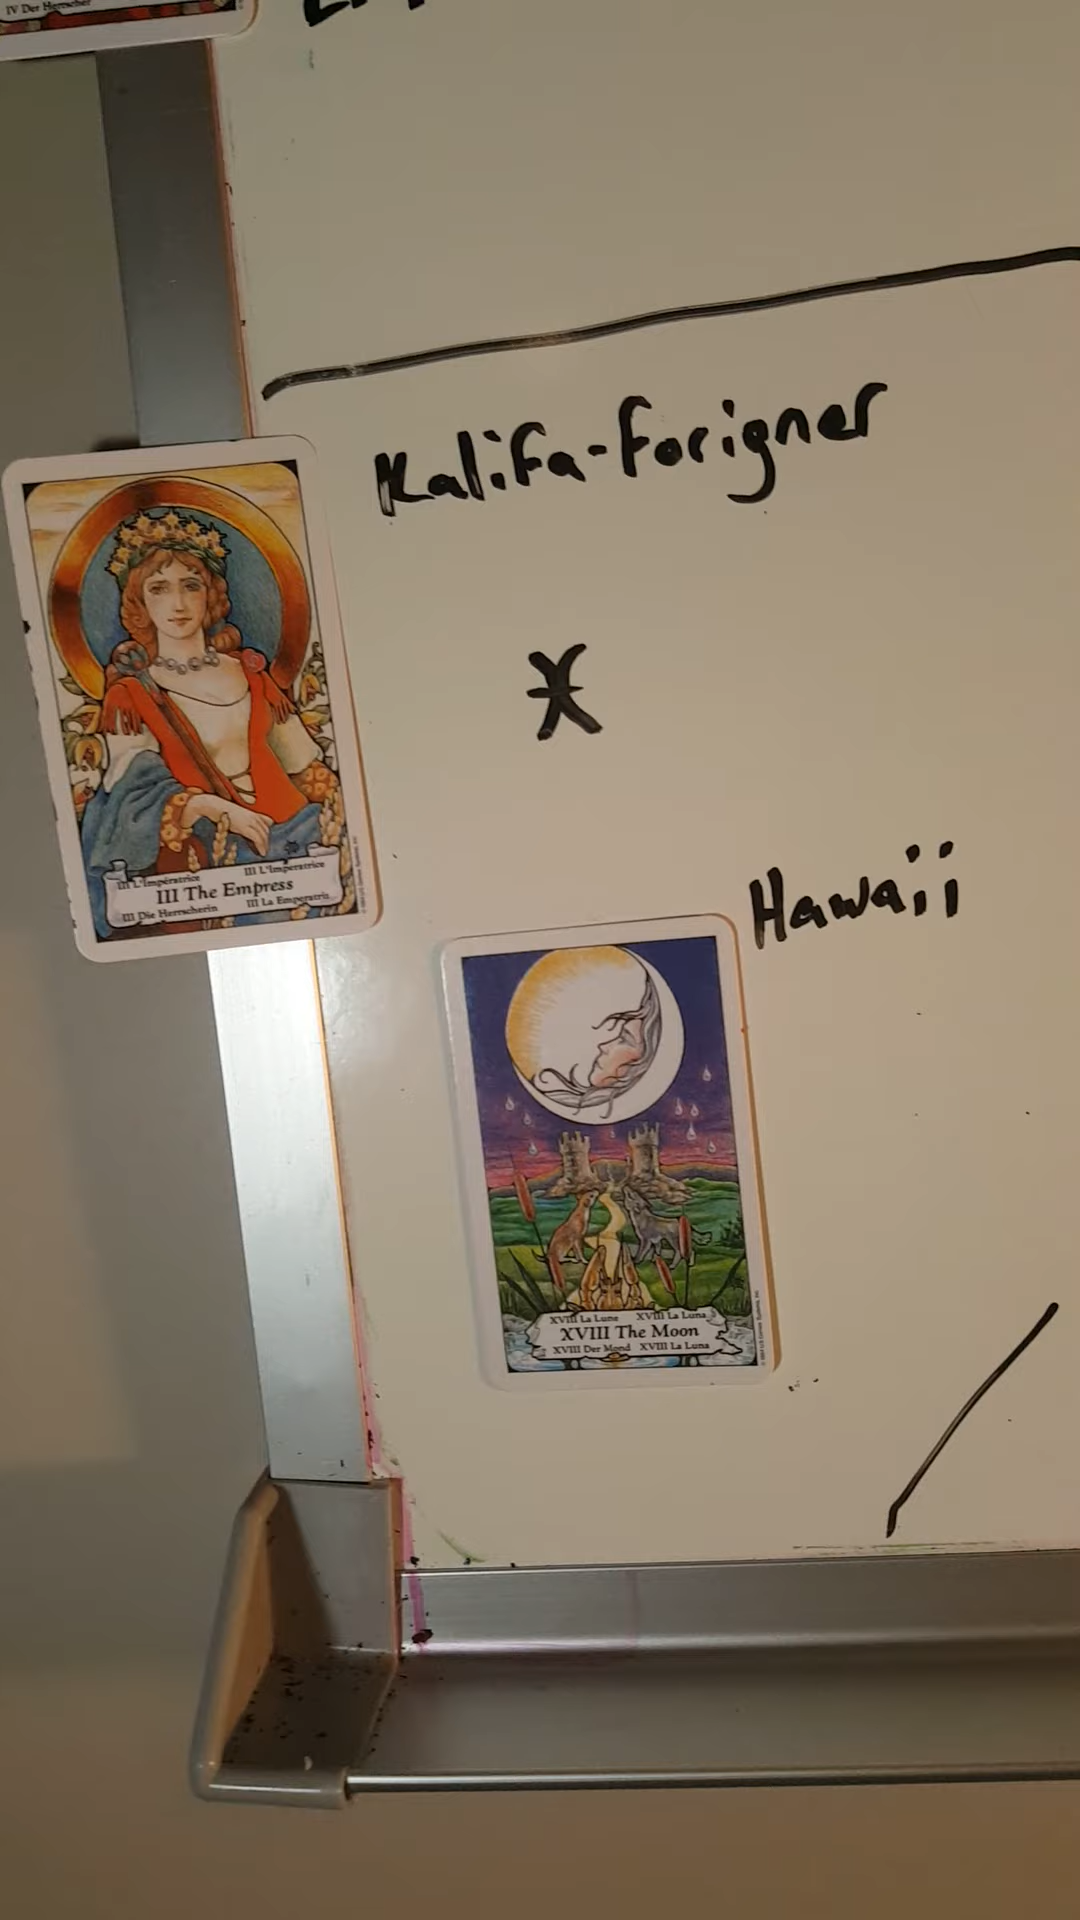 IV Der Herrscher
Kalifa-Forigner
III L'Impératrice III L'Imperatrice
III The Empress
III Die Herrscherin III La Emperatriz
♓
Hawaii
XVIII La Lune XVIII La Luna
XVIII The Moon
XVIII Der Mond XVIII La Luna